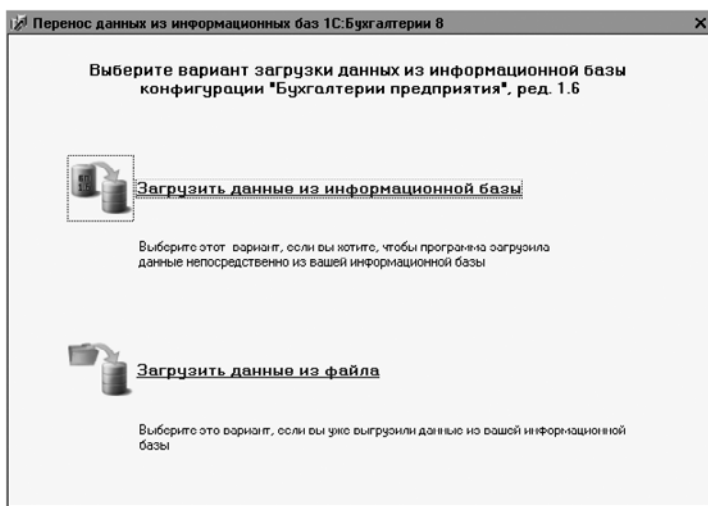 Перенос данных из информационных баз 1С:Бухгалтерии 8
Выберите вариант загрузки данных из информационной базы
конфигурации "Бухгалтерии предприятия", ред. 1.6
Загрузить данные из информационной базы
Выберите этот вариант, если вы хотите, чтобы программа загрузила
данные непосредственно из вашей информационной базы
Загрузить данные из файла
Выберите это вариант, если вы уже выгрузили данные из вашей информационной
базы